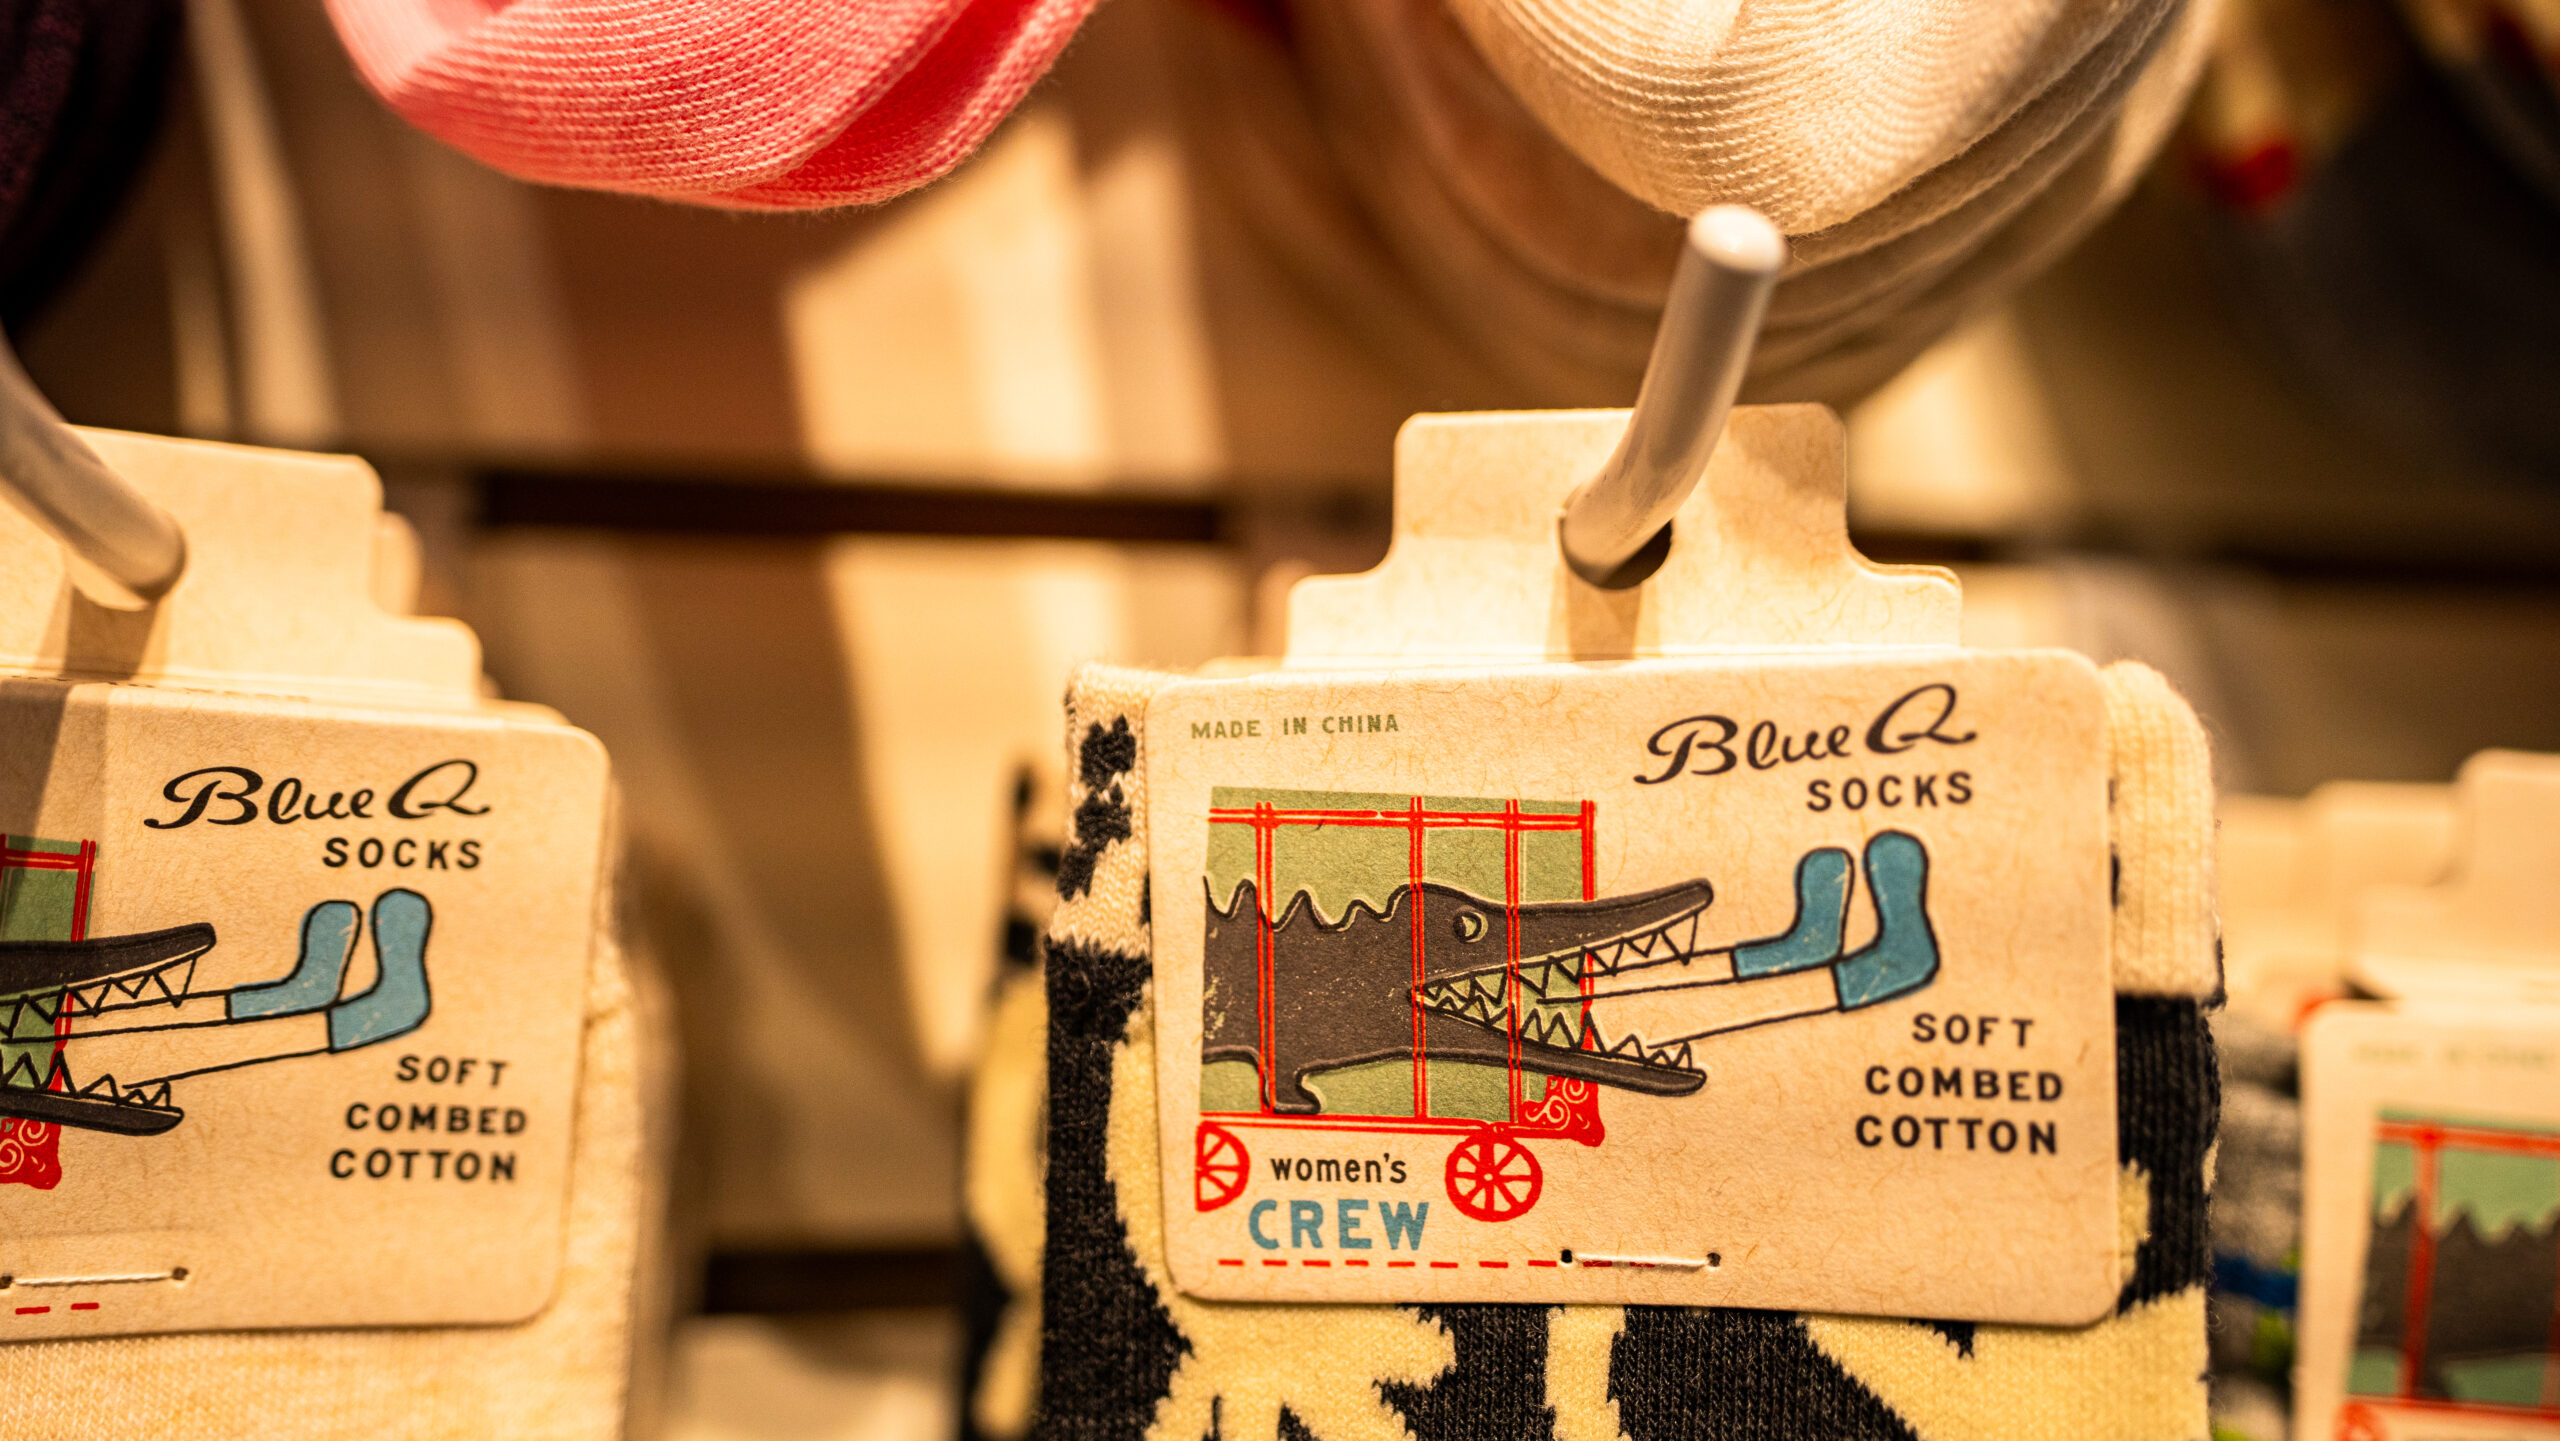 Blue Q
SOCKS
SOFT
COMBED
COTTON
MADE IN CHINA
Blue Q
SOCKS
SOFT
COMBED
COTTON
women's
CREW